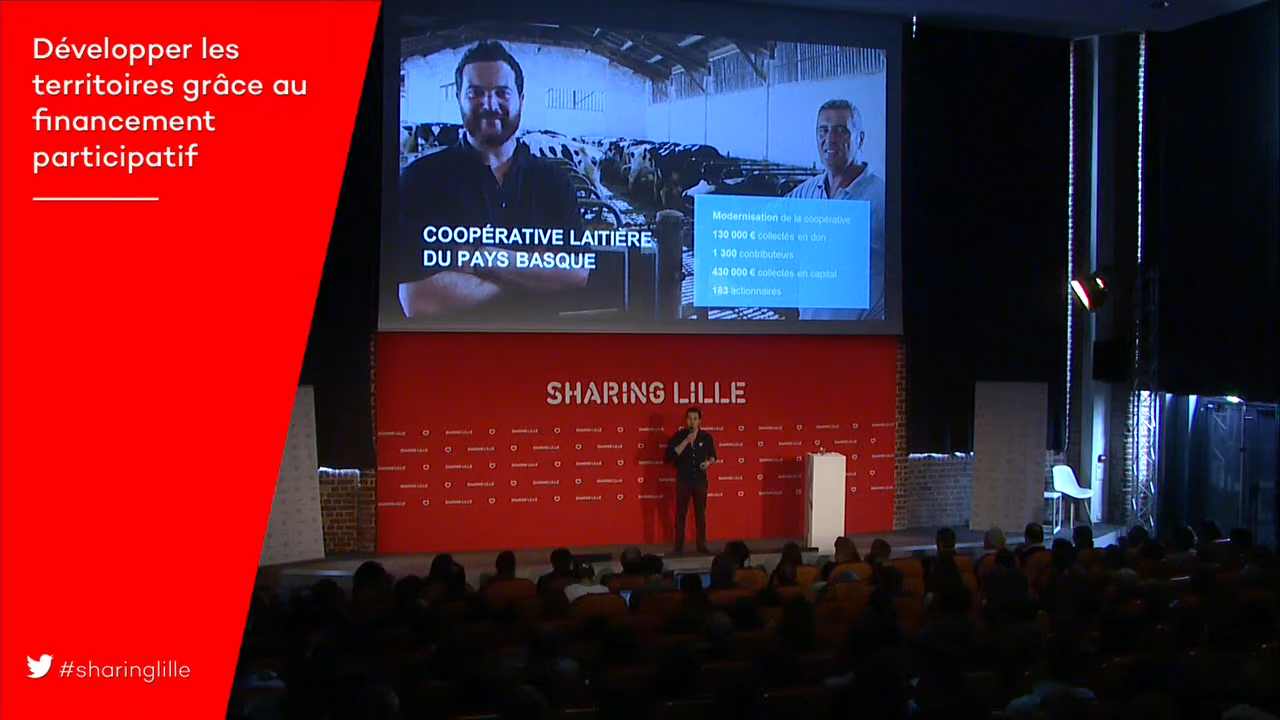 Développer les
territoires grâce au
financement
participatif
COOPÉRATIVE LAITIÈRE
DU PAYS BASQUE
Modernisation de la coopérative
130 000 € collectés en don
1 300 contributeurs
430 000 € collectés en capital
183 actionnaires
SHARING LILLE
#sharinglille